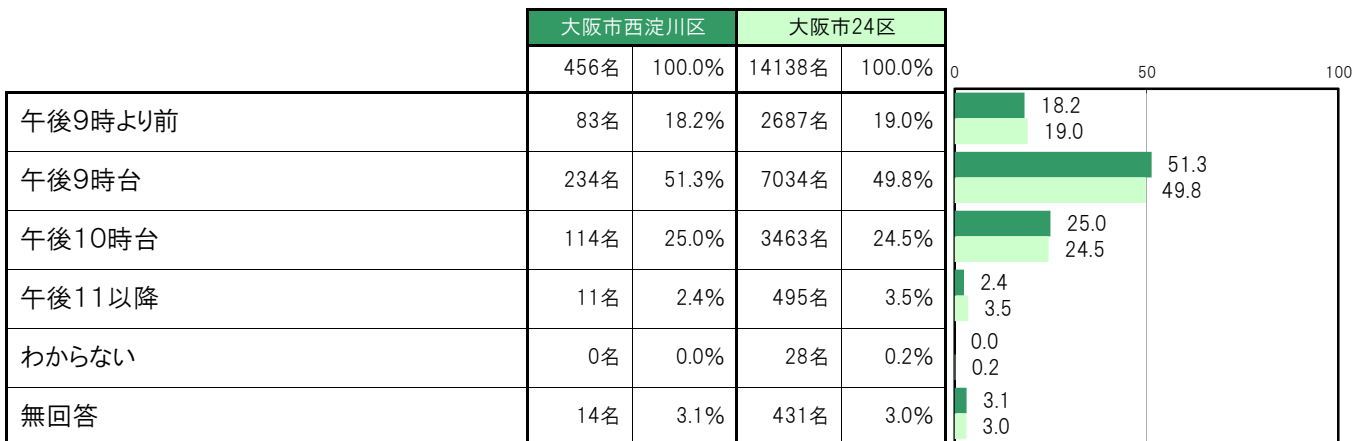 大阪市西淀川区 大阪市24区
456名 100.0% 14138名 100.0%
0 50 100
午後9時より前 83名 18.2% 2687名 19.0%
18.2
19.0
午後9時台 234名 51.3% 7034名 49.8%
51.3
49.8
午後10時台 114名 25.0% 3463名 24.5%
25.0
24.5
午後11以降 11名 2.4% 495名 3.5%
2.4
3.5
わからない 0名 0.0% 28名 0.2%
0.0
0.2
無回答 14名 3.1% 431名 3.0%
3.1
3.0